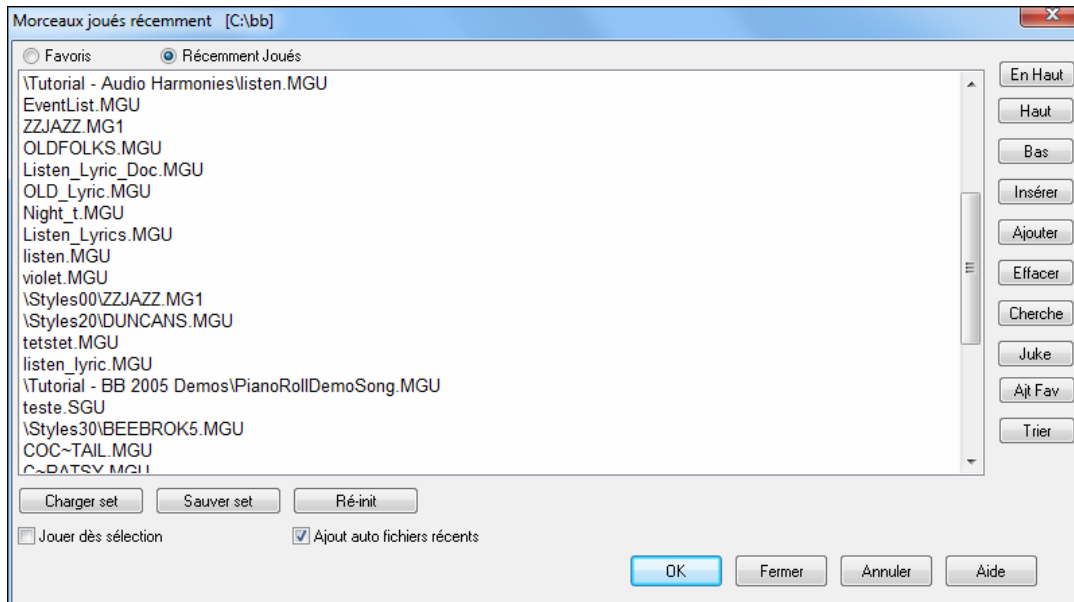 Morceaux joués récemment [C:\bb]
Favoris Récemment Joués
\Tutorial - Audio Harmonies\listen.MGU
EventList.MGU
ZZJAZZ.MG1
OLDFOLKS.MGU
Listen_Lyric_Doc.MGU
OLD_Lyric.MGU
Night_t.MGU
Listen_Lyrics.MGU
listen.MGU
violet.MGU
\Styles00\ZZJAZZ.MG1
\Styles20\DUNCANS.MGU
tetstet.MGU
listen_lyric.MGU
\Tutorial - BB 2005 Demos\PianoRollDemoSong.MGU
teste.SGU
\Styles30\BEEBROK5.MGU
COC~TAIL.MGU
C~PATSY.MGU
En Haut
Haut
Bas
Insérer
Ajouter
Effacer
Cherche
Juke
Ajt Fav
Trier
Charger set Sauver set Ré-init
Jouer dès sélection Ajout auto fichiers récents
OK Fermer Annuler Aide